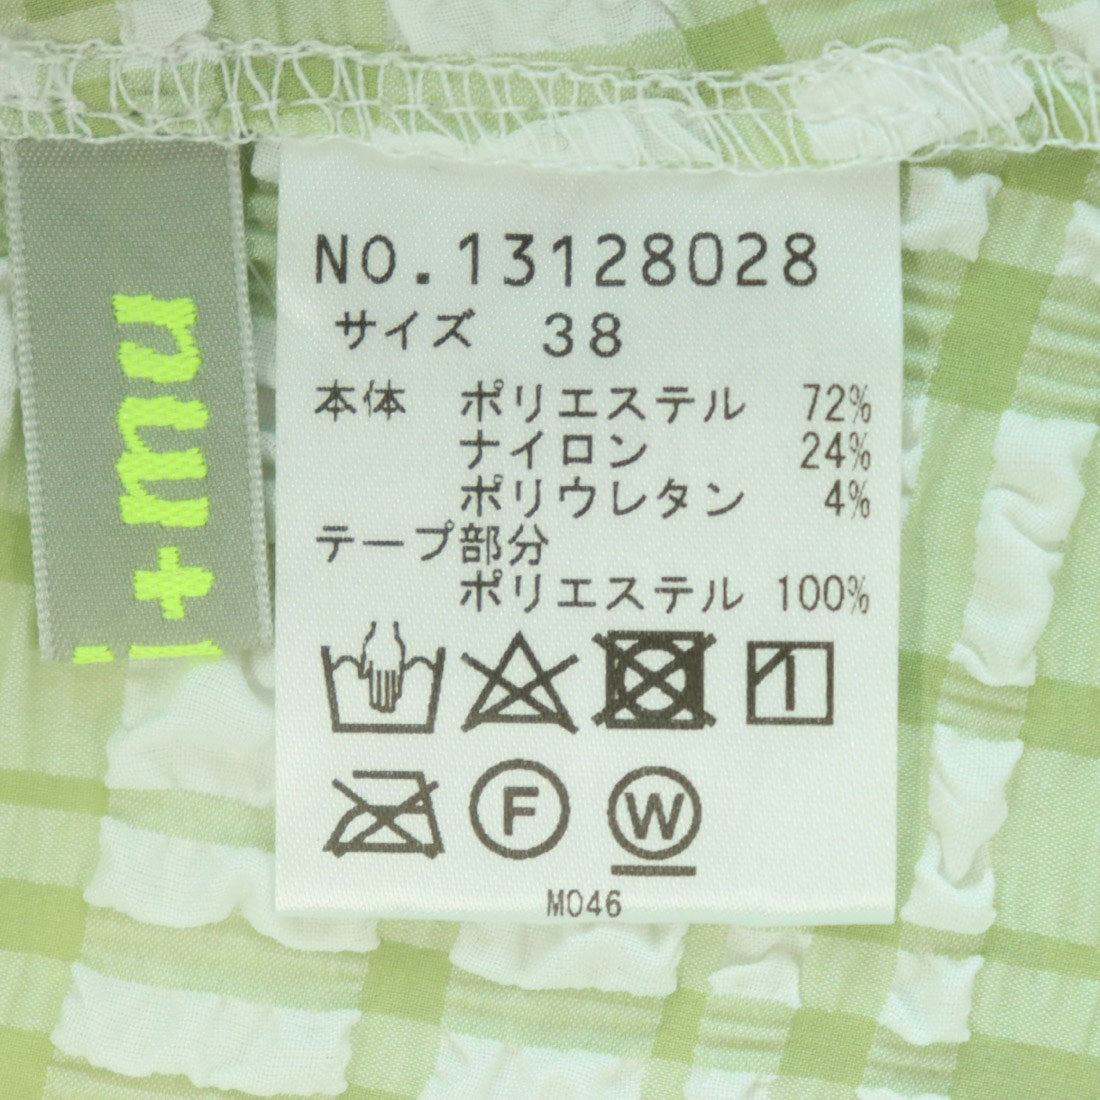 NO.13128028
サイズ 38
本体 ポリエステル 72%
ナイロン 24%
ポリウレタン 4%
テープ部分
ポリエステル 100%
F W
M046